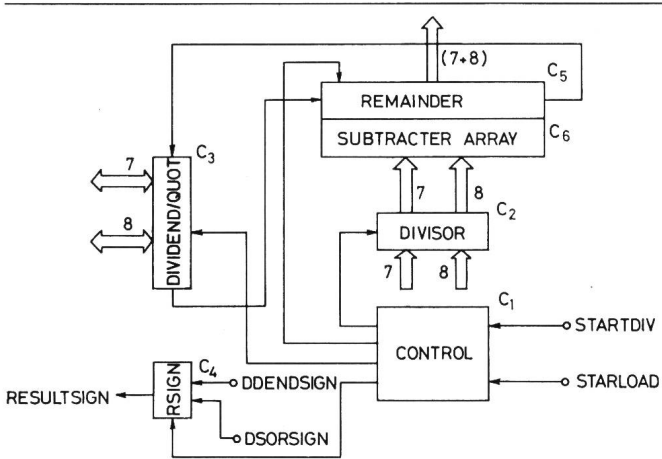 (7+8)
C5
REMAINDER
SUBTRACTER ARRAY
C6
C3
7
8
DIVIDEND/QUOT
7
8
C2
DIVISOR
7
8
C1
CONTROL
STARTDIV
STARLOAD
C4
RSIGN
DDENDSIGN
RESULTSIGN
DSORSIGN